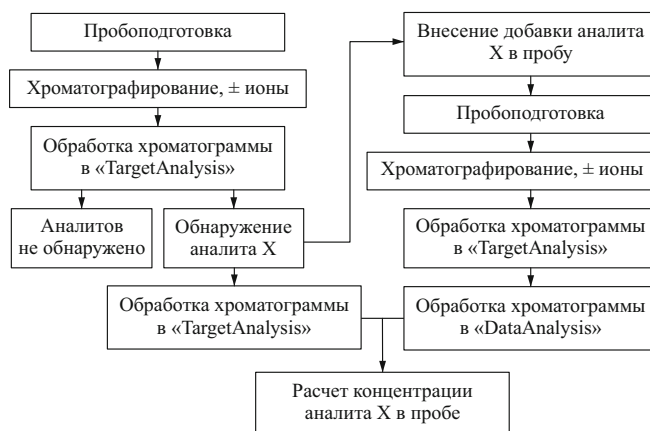 Пробоподготовка
Хроматографирование, ± ионы
Обработка хроматограммы
в «TargetAnalysis»
Аналитов
не обнаружено
Обнаружение
аналита X
Обработка хроматограммы
в «TargetAnalysis»
Внесение добавки аналита
X в пробу
Пробоподготовка
Хроматографирование, ± ионы
Обработка хроматограммы
в «TargetAnalysis»
Обработка хроматограммы
в «DataAnalysis»
Расчет концентрации
аналита X в пробе